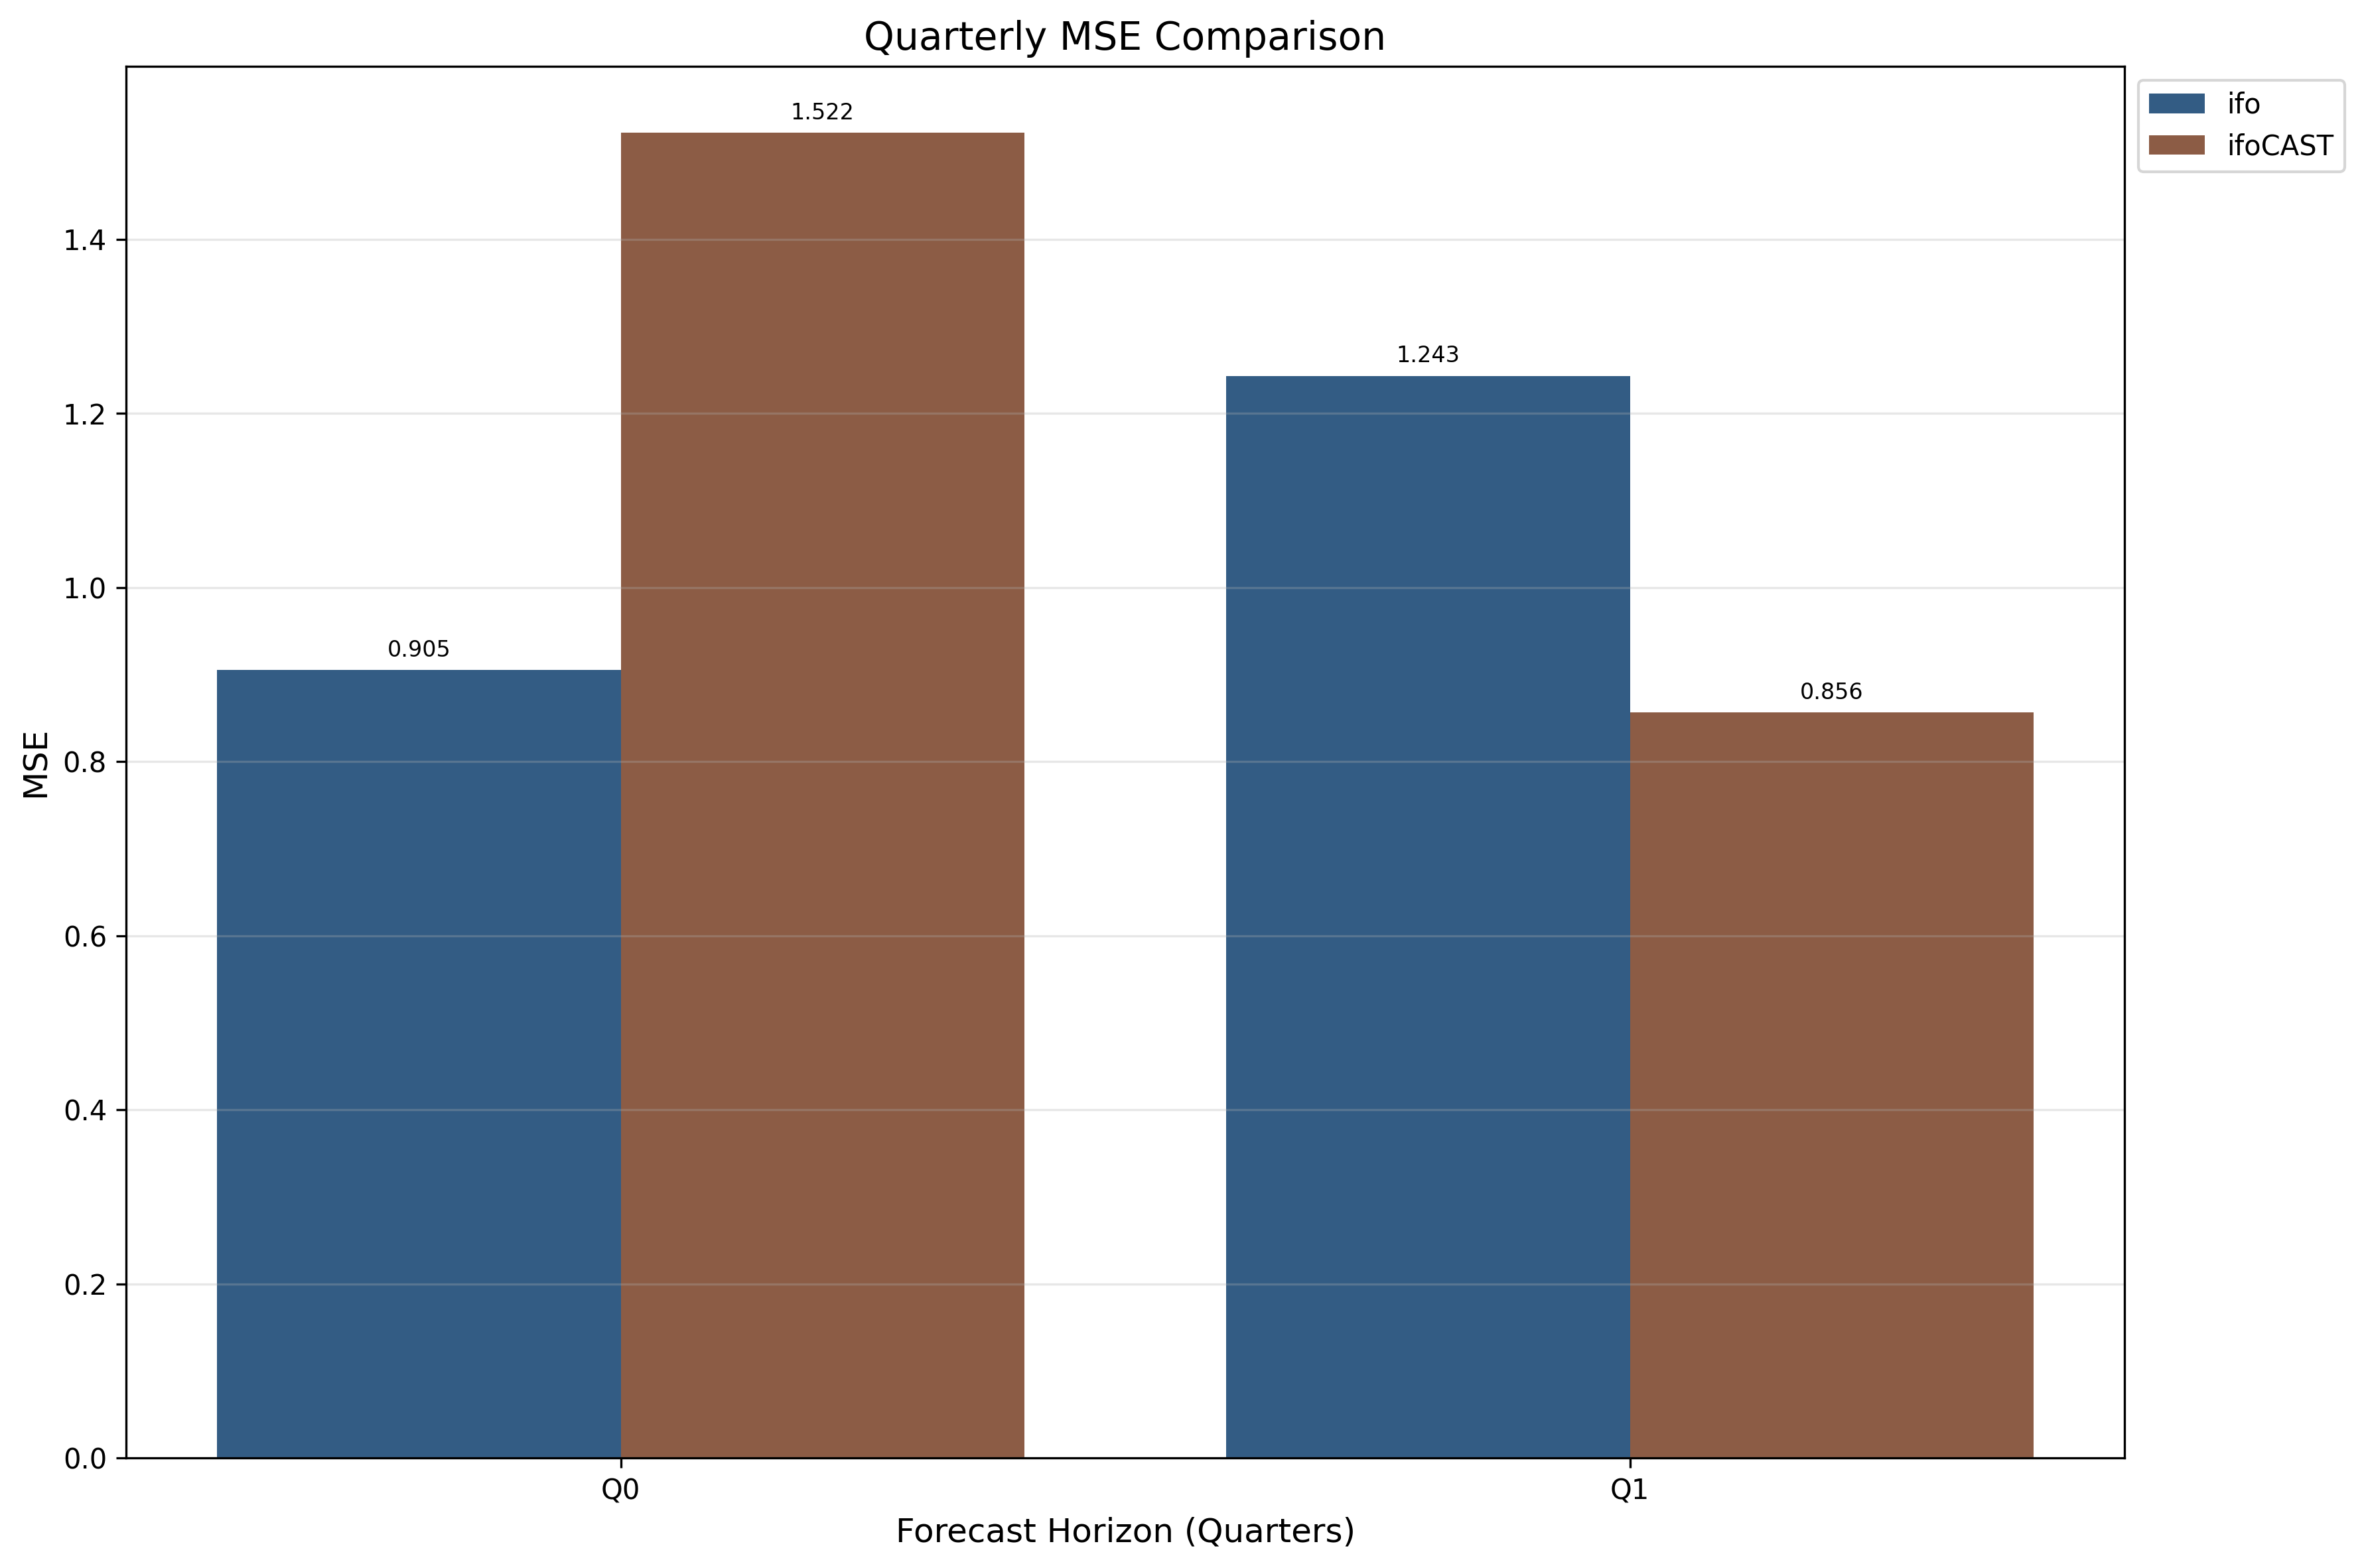 Quarterly MSE Comparison
ifo
ifoCAST
1.522
1.243
0.905
0.856
MSE
1.4
1.2
1.0
0.8
0.6
0.4
0.2
0.0
Q0
Q1
Forecast Horizon (Quarters)